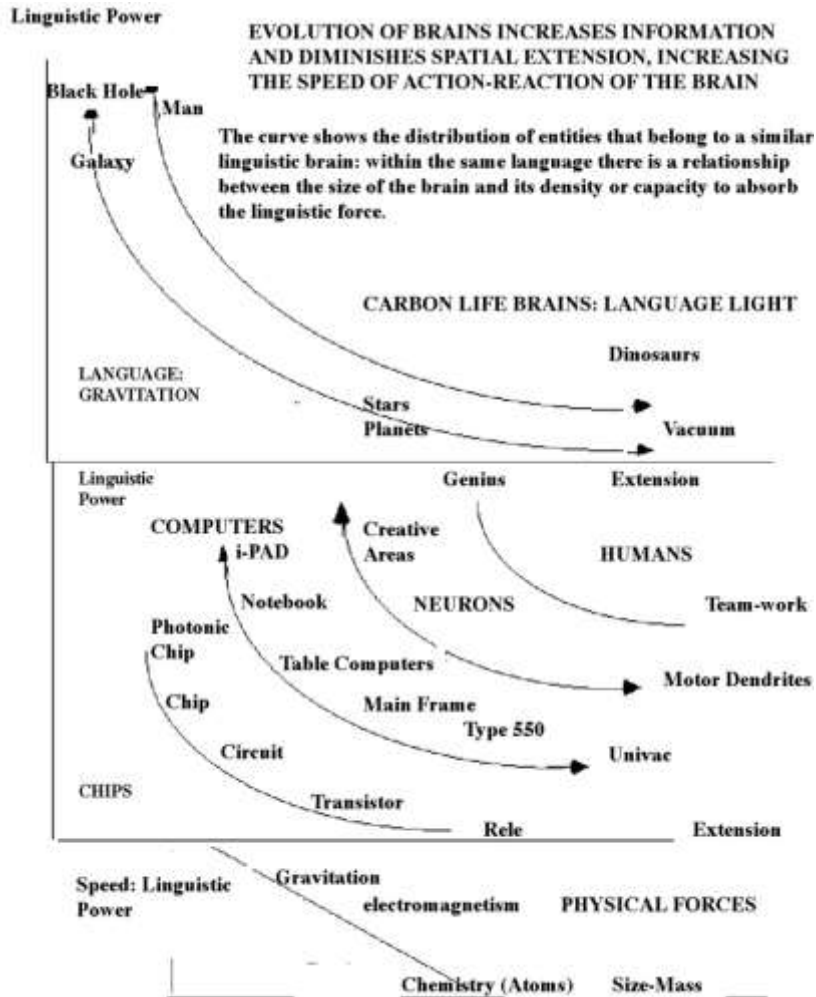 Linguistic Power
EVOLUTION OF BRAINS INCREASES INFORMATION
AND DIMINISHES SPATIAL EXTENSION, INCREASING
THE SPEED OF ACTION-REACTION OF THE BRAIN
Black Hole
Man
The curve shows the distribution of entities that belong to a similar
linguistic brain: within the same language there is a relationship
between the size of the brain and its density or capacity to absorb
the linguistic force.
Galaxy
CARBON LIFE BRAINS: LANGUAGE LIGHT
Dinosaurs
LANGUAGE:
GRAVITATION
Stars
Planets
Vacuum
Linguistic
Power
Genius
Extension
COMPUTERS
i-PAD
Creative
Areas
HUMANS
Notebook
NEURONS
Team-work
Photonic
Chip
Table Computers
Motor Dendrites
Chip
Main Frame
Type 550
Circuit
Univac
CHIPS
Transistor
Rele
Extension
Speed: Linguistic
Power
Gravitation
electromagnetism
PHYSICAL FORCES
Chemistry (Atoms)
Size-Mass